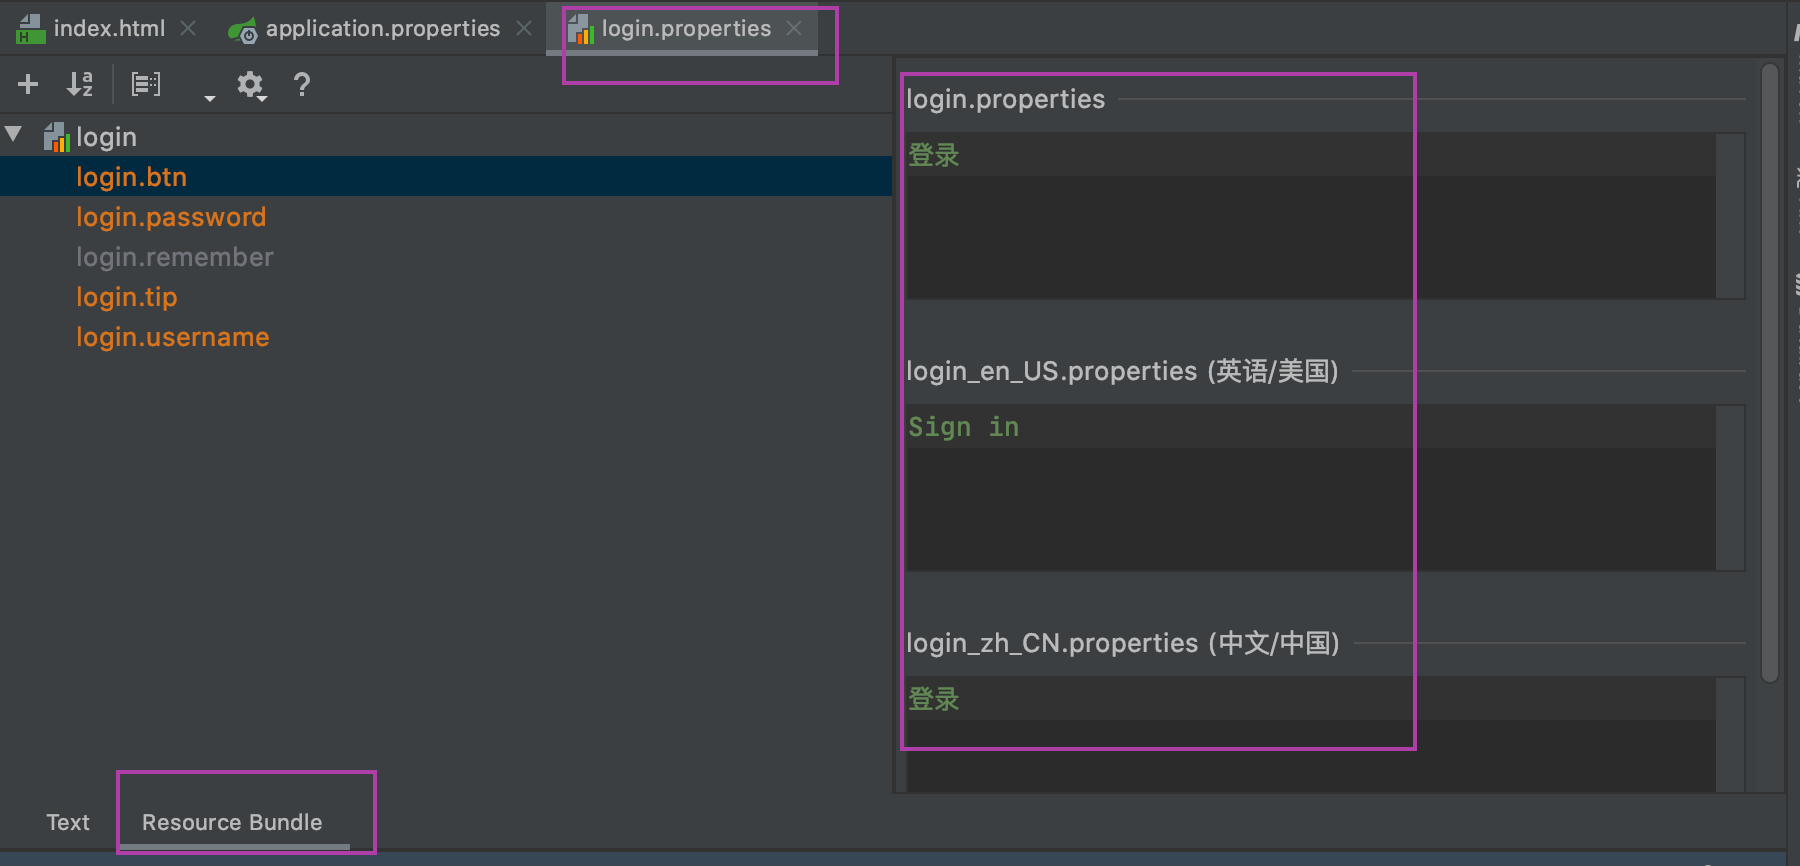 index.html
application.properties
login.properties
?
login
login.btn
login.password
login.remember
login.tip
login.username
login.properties
登录
login_en_US.properties (英语/美国)
Sign in
login_zh_CN.properties (中文/中国)
登录
Text
Resource Bundle